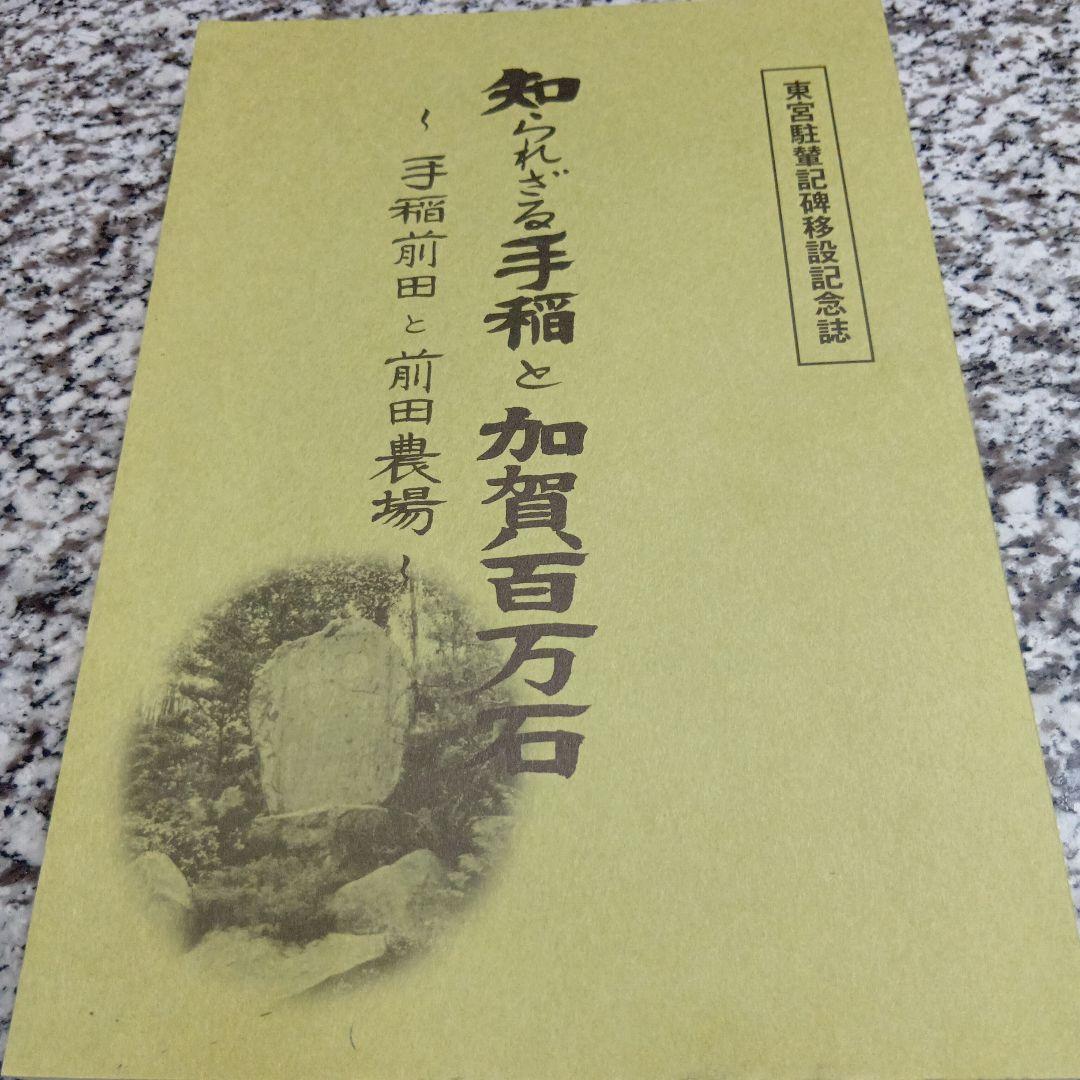 東宮駐輦記碑移設記念誌
知られざる手稲と加賀百万石
〜手稲前田と前田農場〜